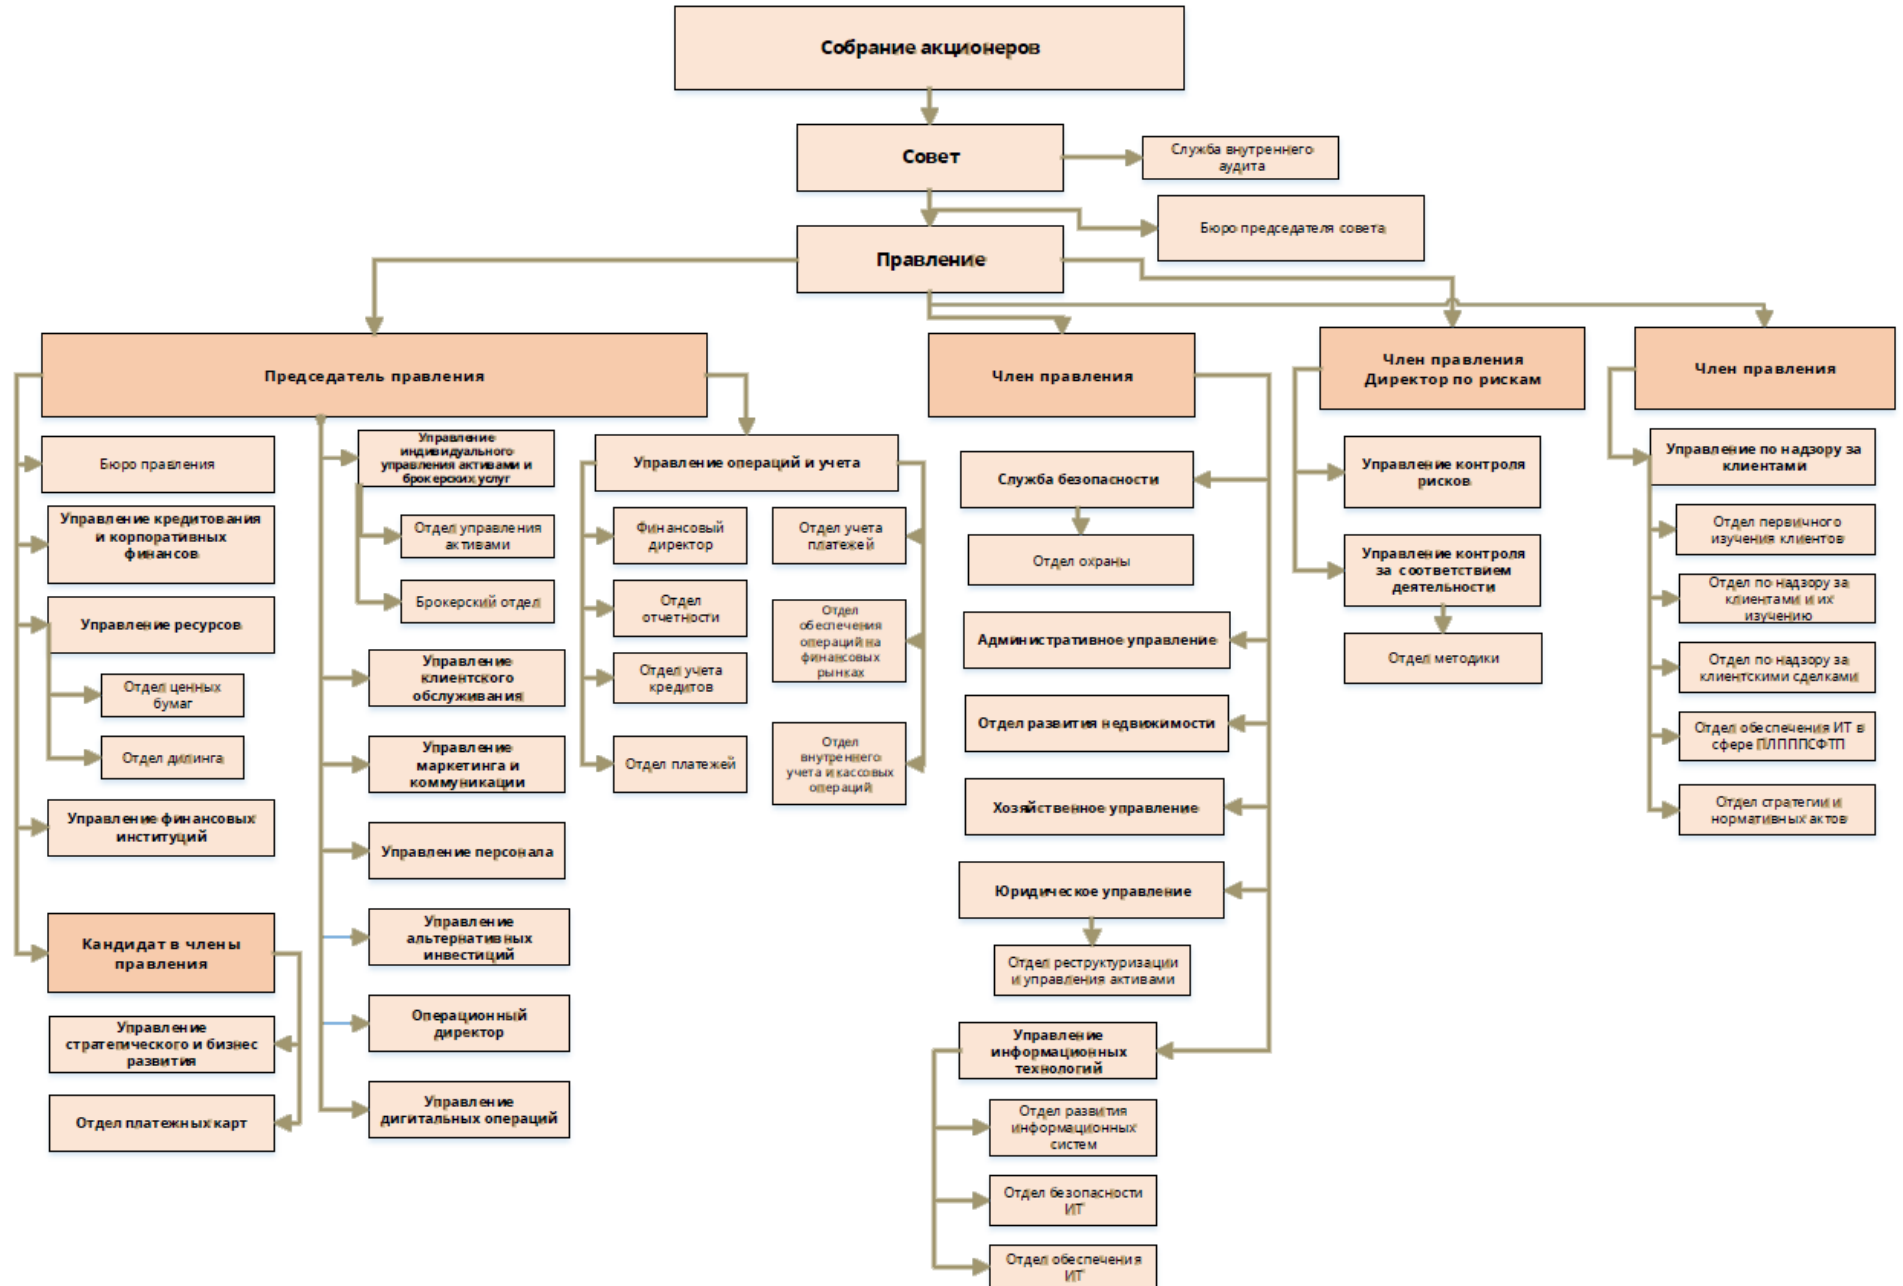 Собрание акционеров
Совет
Служба внутреннего
аудита
Бюро председателя совета
Правление
Председатель правления
Член правления
Член правления
Директор по рискам
Член правления
Бюро правления
Управление кредитования
и корпоративных
финансов
Управление ресурсов
Отдел ценных
бумаг
Отдел дилинга
Управление финансовых
институций
Кандидат в члены
правления
Управление
стратегического и бизнес
развития
Отдел платежных карт
Управление
индивидуального
управления активами и
брокерских услуг
Отдел управления
активами
Брокерский отдел
Управление
клиентского
обслуживания
Управление
маркетинга и
коммуникации
Управление персонала
Управление
альтернативных
инвестиций
Операционный
директор
Управление
дигитальных операций
Управление операций и учета
Финансовый
директор
Отдел
отчетности
Отдел учета
кредитов
Отдел платежей
Отдел учета
платежей
Отдел
обеспечения
операций на
финансовых
рынках
Отдел
внутреннего
учета и кассовых
операций
Служба безопасности
Отдел охраны
Административное управление
Отдел развития недвижимости
Хозяйственное управление
Юридическое управление
Отдел реструктуризации
и управления активами
Управление
информационных
технологий
Отдел развития
информационных
систем
Отдел безопасности
ИТ
Отдел обеспечения
ИТ
Управление контроля
рисков
Управление контроля
за соответствием
деятельности
Отдел методики
Управление по надзору за
клиентами
Отдел первичного
изучения клиентов
Отдел по надзору за
клиентами и их
изучению
Отдел по надзору за
клиентскими сделками
Отдел обеспечения ИТ в
сфере ПЛПППСФТП
Отдел стратегии и
нормативных актов